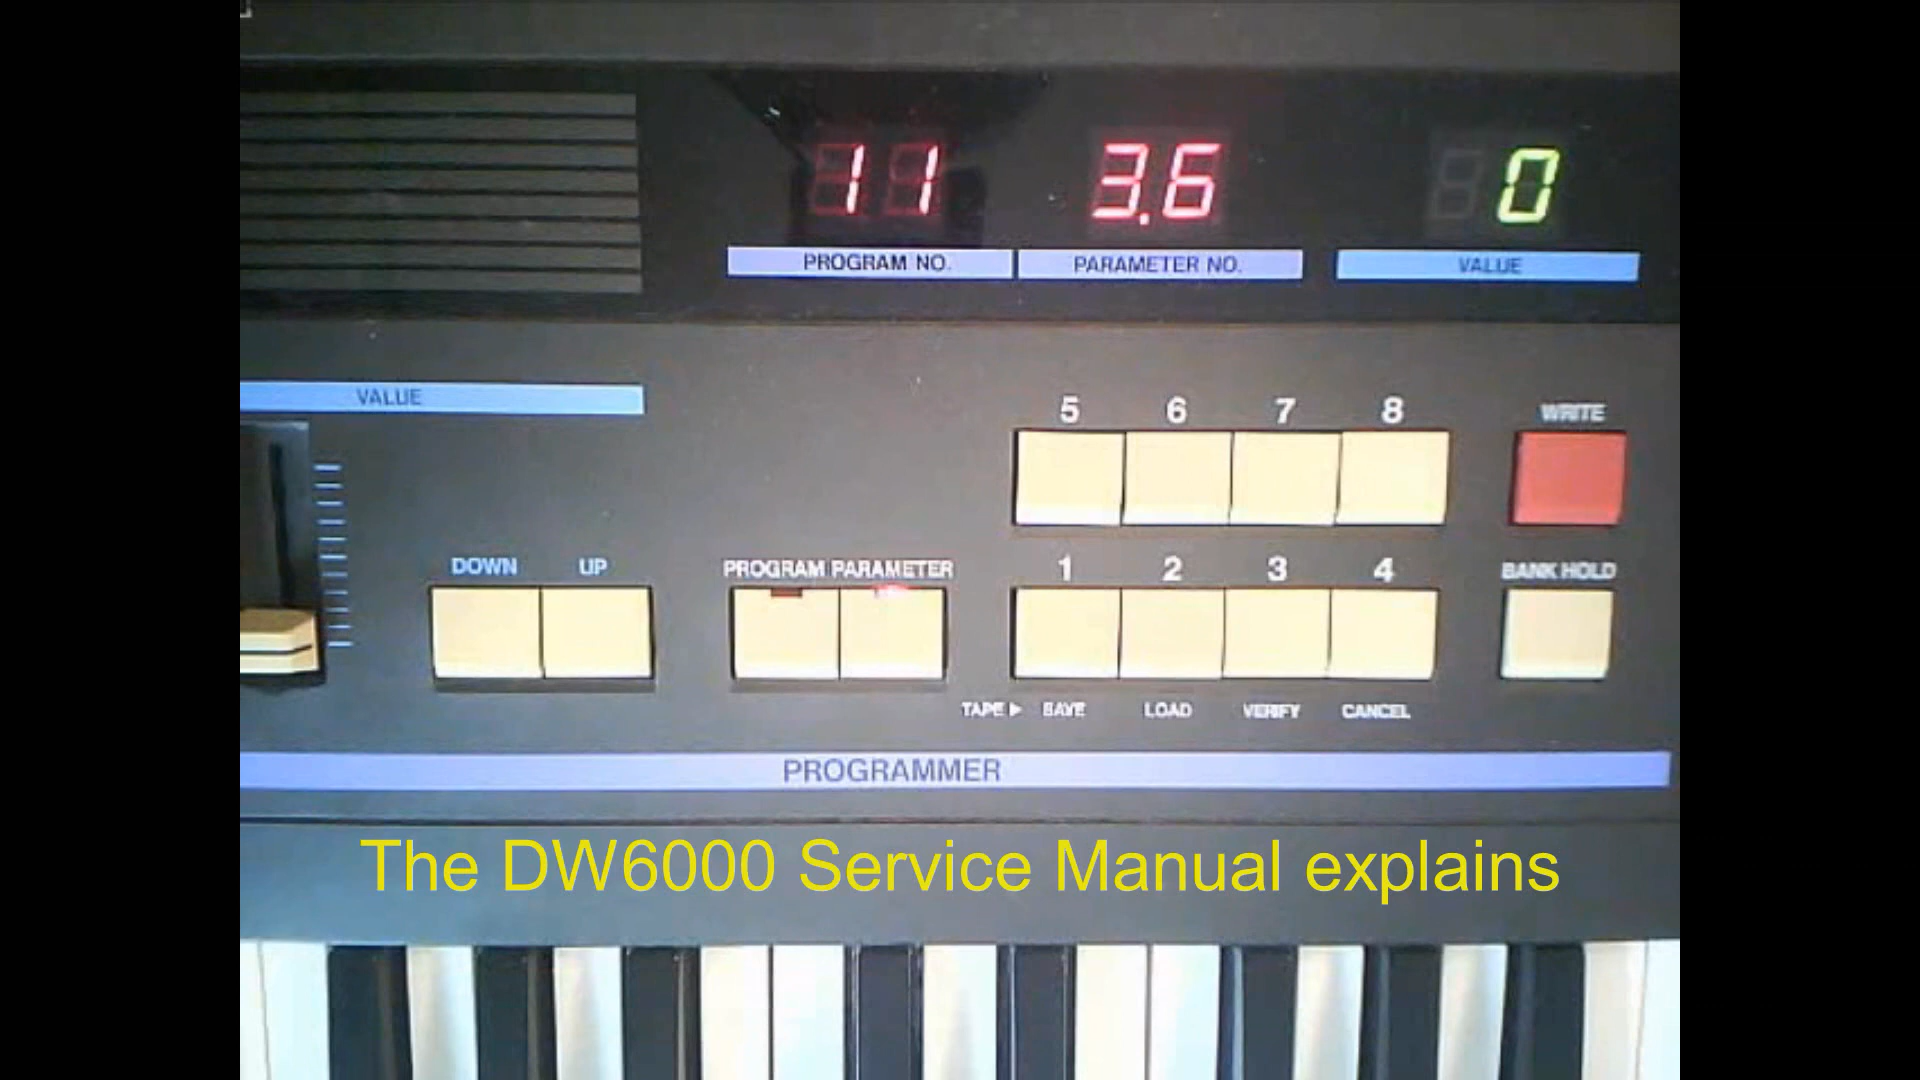 11 3.6 0
PROGRAM NO. PARAMETER NO. VALUE
VALUE
5 6 7 8 WRITE
DOWN UP PROGRAM PARAMETER 1 2 3 4 BANK HOLD
TAPE ▶ SAVE LOAD VERIFY CANCEL
PROGRAMMER
The DW6000 Service Manual explains